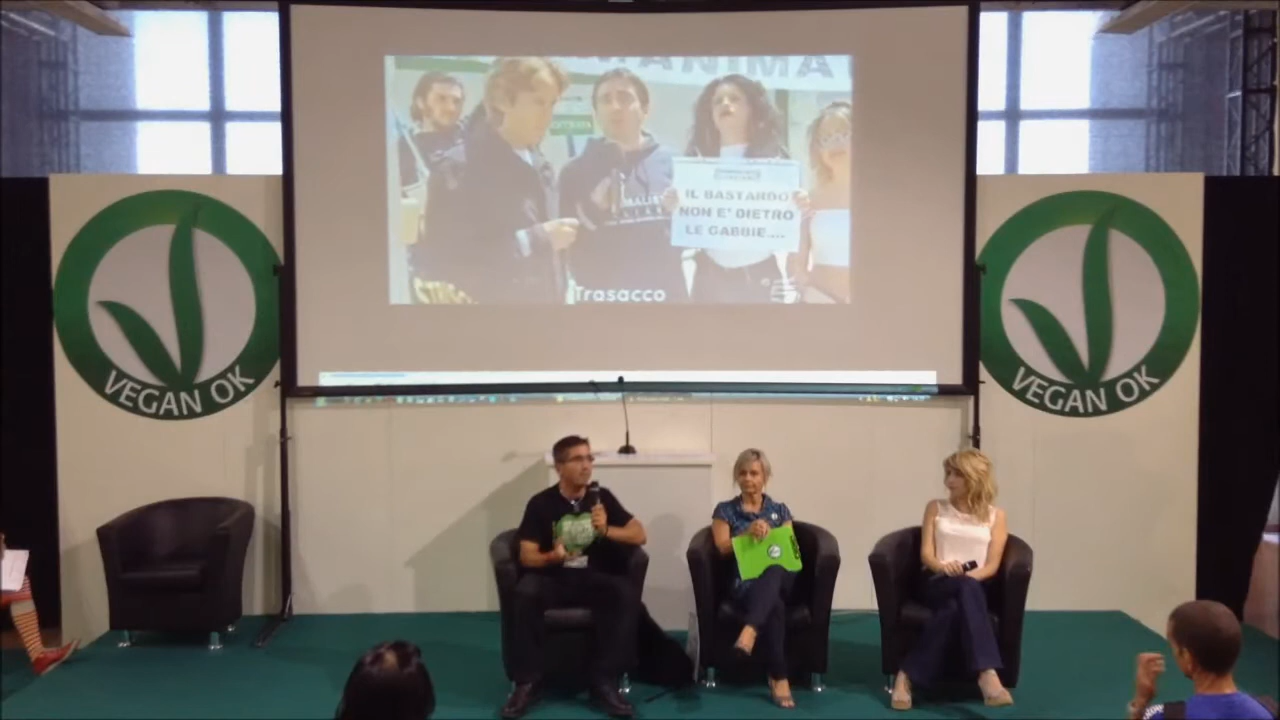 ANIMA
IL BASTARDO
NON E' DIETRO
LE GABBIE....
Trasacco
VEGAN OK
VEGAN OK